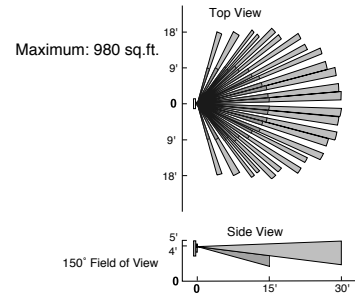 Top View
18'
Maximum: 980 sq.ft.
9'
0
9'
18'
Side View
5'
4'
150° Field of View
0
0 15' 30'